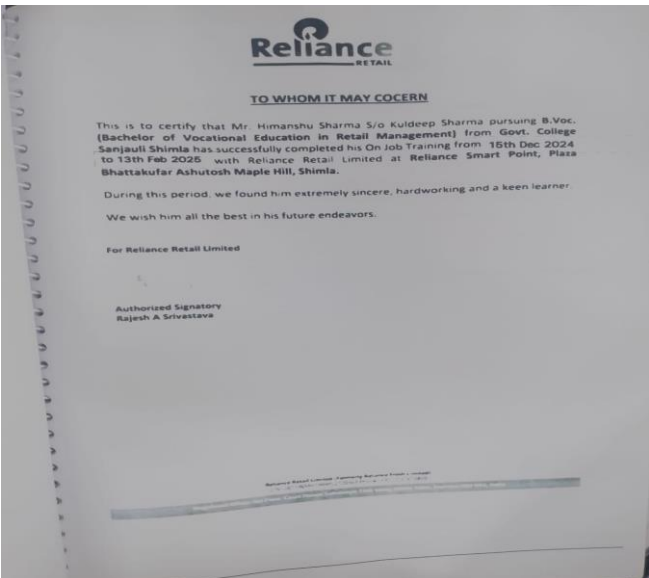 Reliance
RETAIL
TO WHOM IT MAY COCERN
This is to certify that Mr. Himanshu Sharma S/o Kuldeep Sharma pursuing B.Voc.
(Bachelor of Vocational Education in Retail Management) from Govt. College
Sanjauli Shimla has successfully completed his On Job Training from 15th Dec 2024
to 13th Feb 2025 with Reliance Retail Limited at Reliance Smart Point, Plaza
Bhattakufar Ashutosh Maple Hill, Shimla.
During this period, we found him extremely sincere, hardworking and a keen learner.
We wish him all the best in his future endeavors.
For Reliance Retail Limited
Authorized Signatory
Rajesh A Srivastava
Reliance Retail Limited